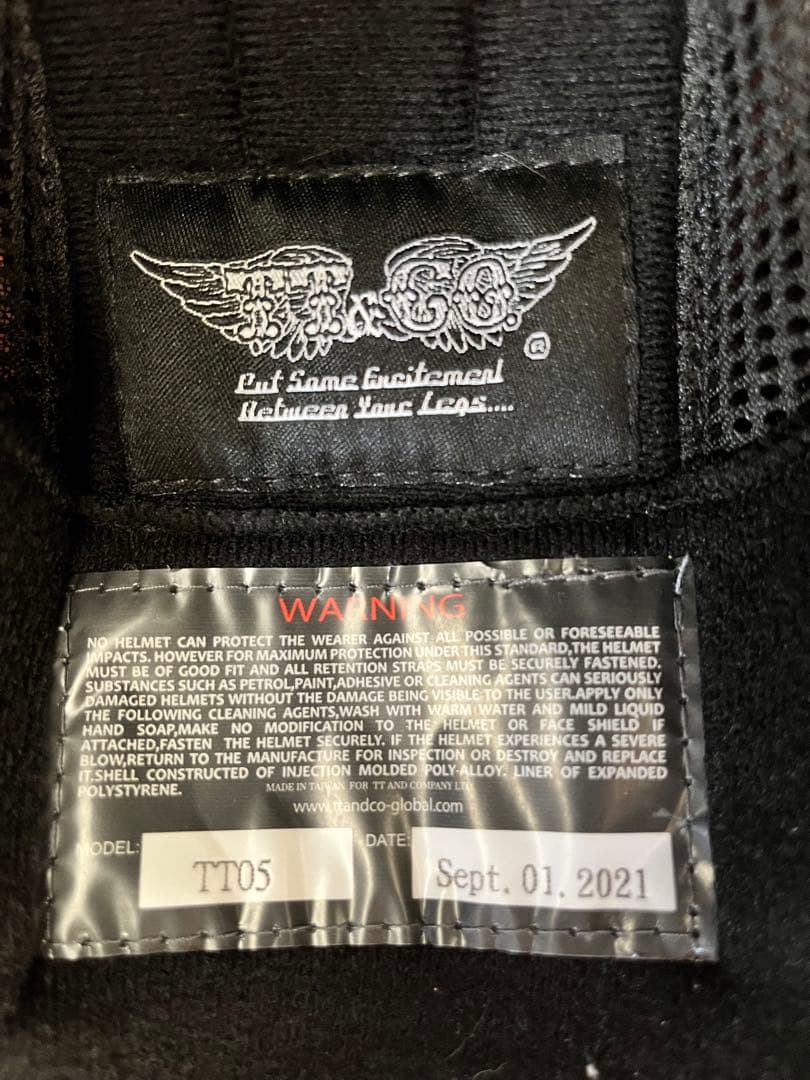 TT & CO.
®
Put Some Excitement
Between Your Legs....
WARNING
NO HELMET CAN PROTECT THE WEARER AGAINST ALL POSSIBLE OR FORESEEABLE
IMPACTS. HOWEVER FOR MAXIMUM PROTECTION UNDER THIS STANDARD,THE HELMET
MUST BE OF GOOD FIT AND ALL RETENTION STRAPS MUST BE SECURELY FASTENED.
SUBSTANCES SUCH AS PETROL,PAINT,ADHESIVE OR CLEANING AGENTS CAN SERIOUSLY
DAMAGED HELMETS WITHOUT THE DAMAGE BEING VISIBLE TO THE USER.APPLY ONLY
THE FOLLOWING CLEANING AGENTS,WASH WITH WARM WATER AND MILD LIQUID
HAND SOAP,MAKE NO MODIFICATION TO THE HELMET OR FACE SHIELD IF
ATTACHED,FASTEN THE HELMET SECURELY. IF THE HELMET EXPERIENCES A SEVERE
BLOW,RETURN TO THE MANUFACTURE FOR INSPECTION OR DESTROY AND REPLACE
IT.SHELL CONSTRUCTED OF INJECTION MOLDED POLY-ALLOY. LINER OF EXPANDED
POLYSTYRENE.
MADE IN TAIWAN FOR TT AND COMPANY LTD.
www.ttandco-global.com
MODEL: TT05 DATE: Sept. 01. 2021